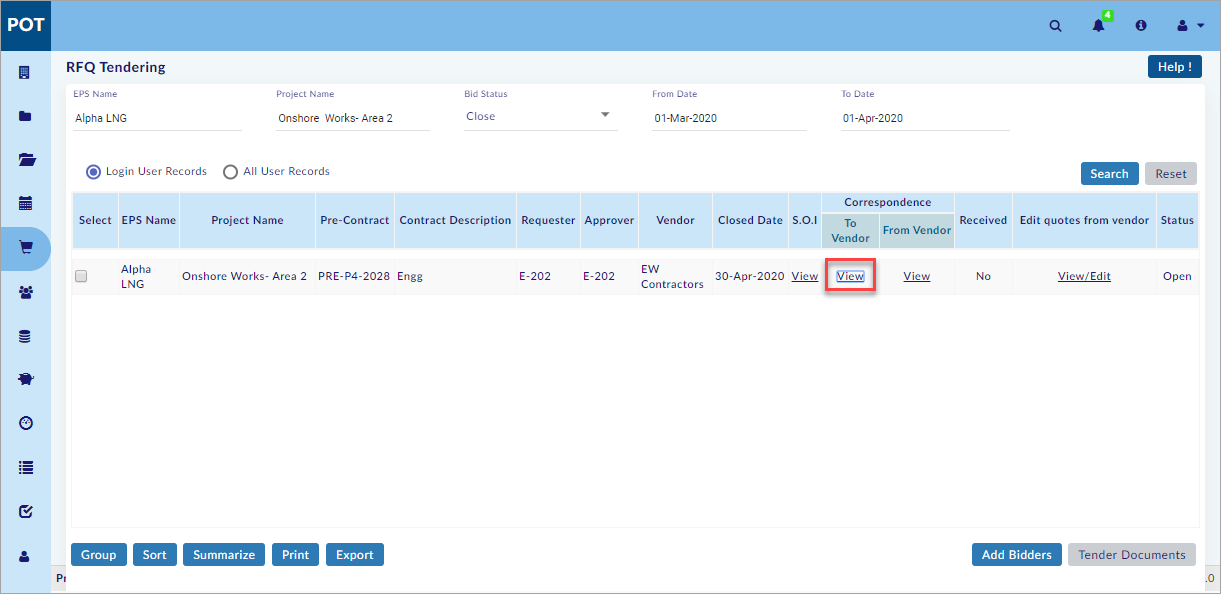 POT
4
RFQ Tendering
Help !
EPS Name
Project Name
Bid Status
From Date
To Date
Alpha LNG
Onshore Works- Area 2
Close
01-Mar-2020
01-Apr-2020
Login User Records
All User Records
Search
Reset
Select
EPS Name
Project Name
Pre-Contract
Contract Description
Requester
Approver
Vendor
Closed Date
S.O.I
Correspondence
To
Vendor
From Vendor
Received
Edit quotes from vendor
Status
Alpha
LNG
Onshore Works- Area 2
PRE-P4-2028
Engg
E-202
E-202
EW
Contractors
30-Apr-2020
View
View
View
No
View/Edit
Open
Group
Sort
Summarize
Print
Export
Add Bidders
Tender Documents
Pr
.0